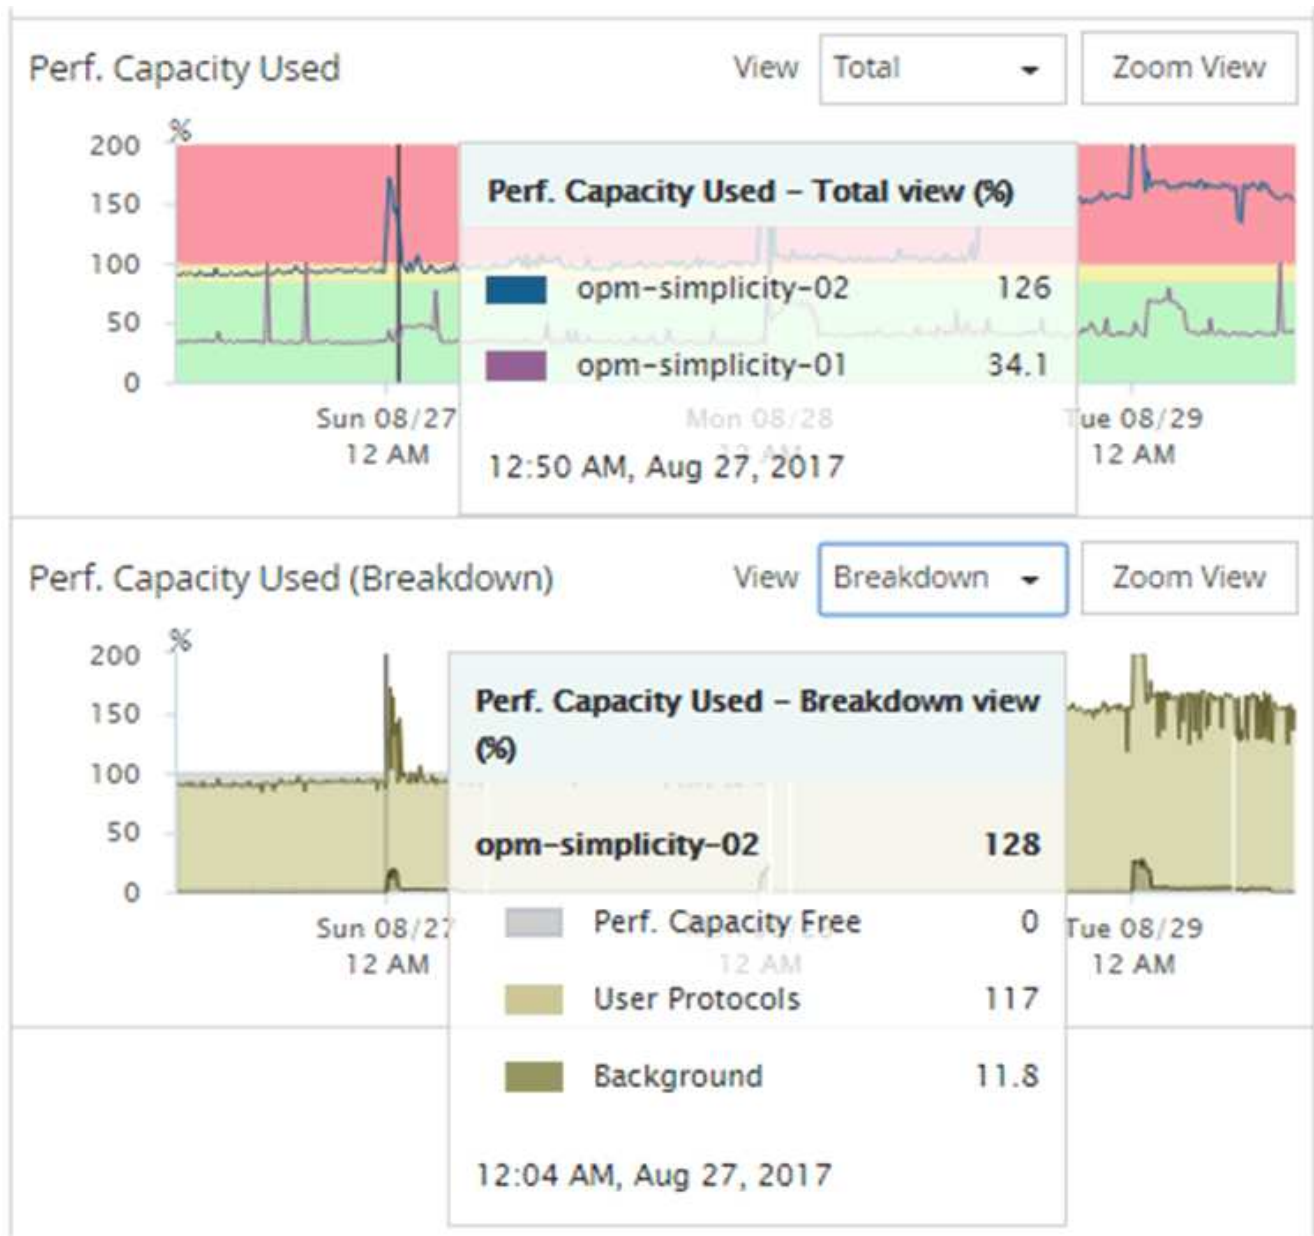 Perf. Capacity Used
View
Total
Zoom View
%
200
150
100
50
0
Perf. Capacity Used - Total view (%)
opm-simplicity-02 126
opm-simplicity-01 34.1
12:50 AM, Aug 27, 2017
Sun 08/27
12 AM
Mon 08/28
12 AM
Tue 08/29
12 AM
Perf. Capacity Used (Breakdown)
View
Breakdown
Zoom View
%
200
150
100
50
0
Perf. Capacity Used - Breakdown view
(%)
opm-simplicity-02 128
Perf. Capacity Free 0
User Protocols 117
Background 11.8
12:04 AM, Aug 27, 2017
Sun 08/27
12 AM
12 AM
Tue 08/29
12 AM